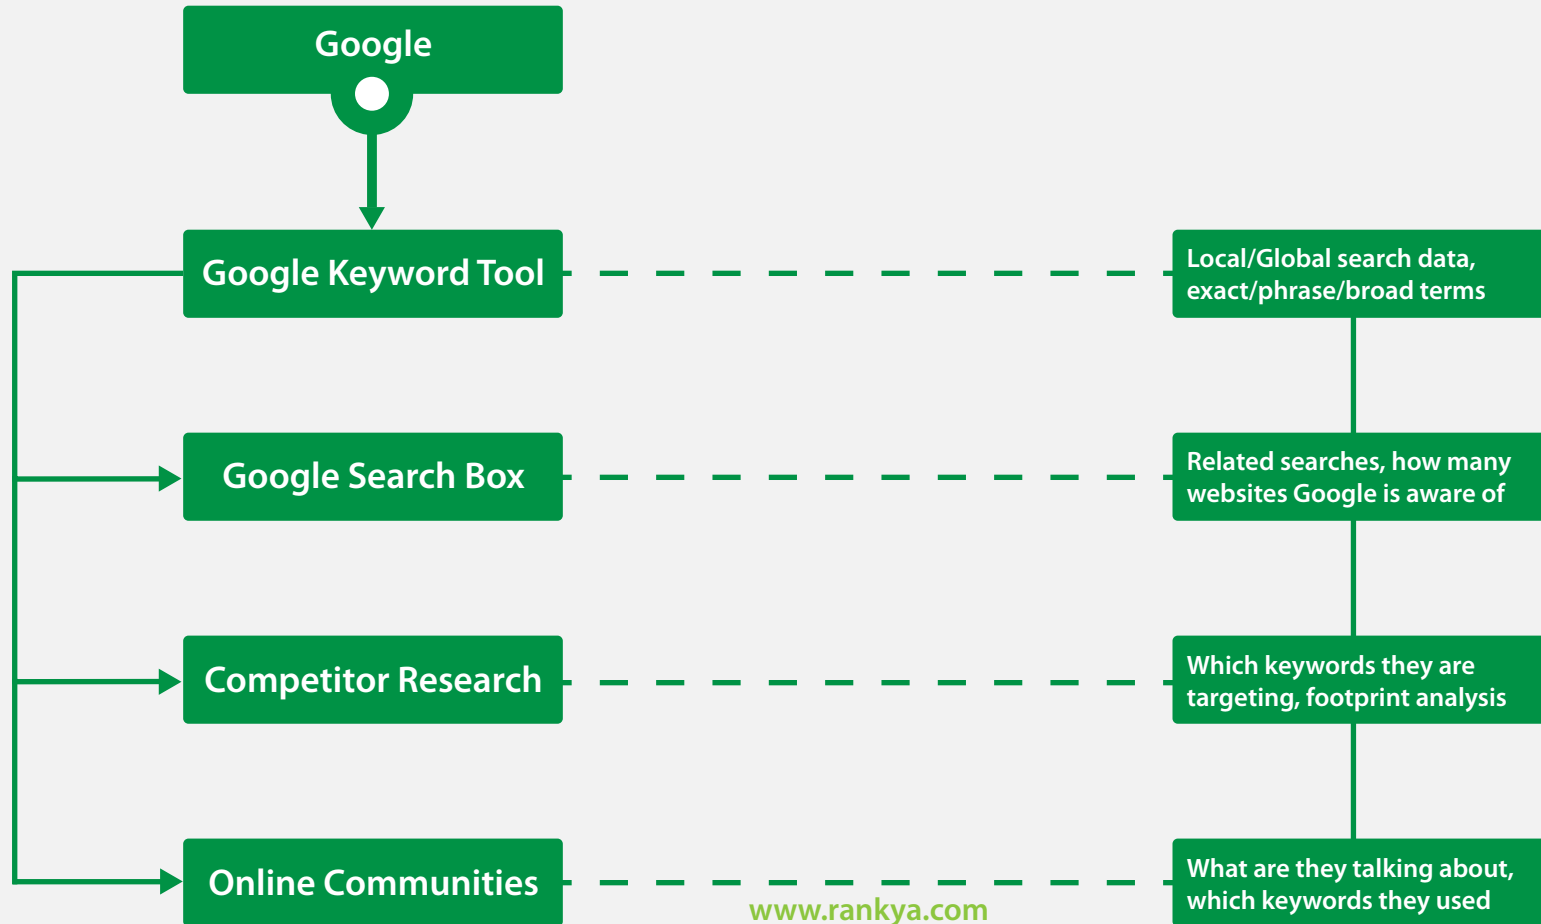 Google
Google Keyword Tool
Local/Global search data,
exact/phrase/broad terms
Google Search Box
Related searches, how many
websites Google is aware of
Competitor Research
Which keywords they are
targeting, footprint analysis
Online Communities
What are they talking about,
which keywords they used
www.rankya.com